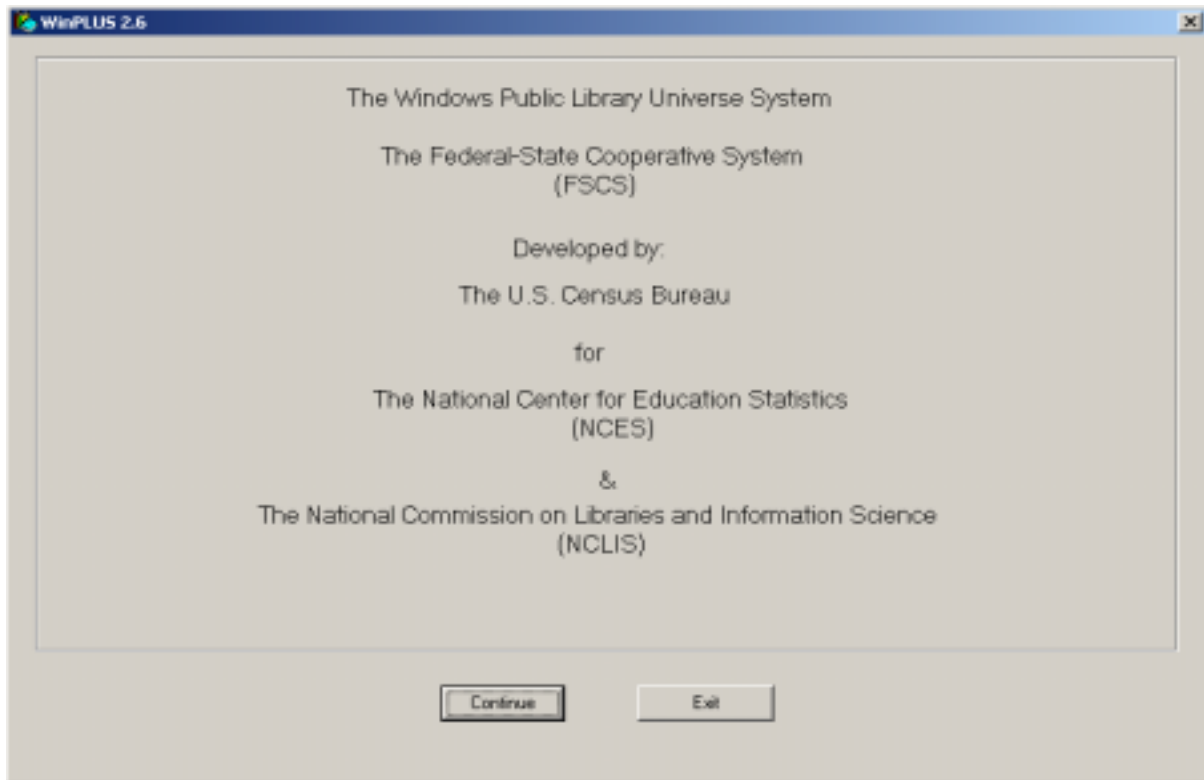 WinPLUS 2.6
The Windows Public Library Universe System
The Federal-State Cooperative System
(FSCS)
Developed by:
The U.S. Census Bureau
for
The National Center for Education Statistics
(NCES)
&
The National Commission on Libraries and Information Science
(NCLIS)
Continue
Exit